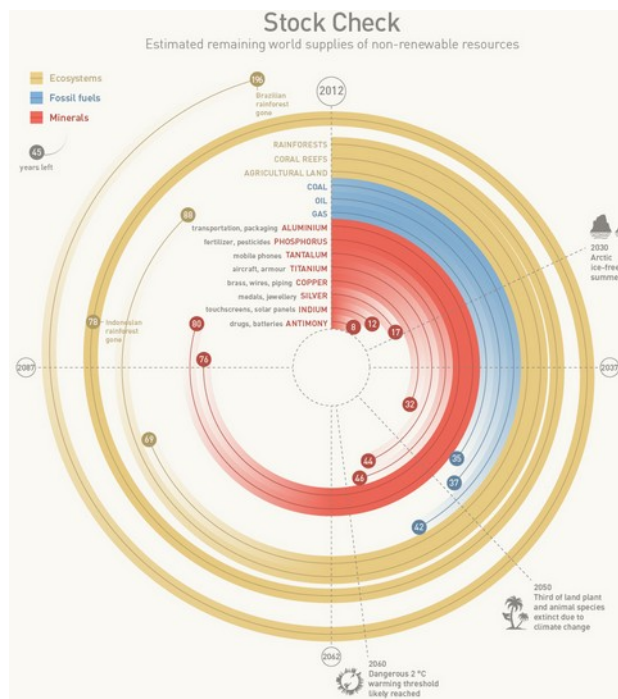 Stock Check
Estimated remaining world supplies of non-renewable resources
Ecosystems
Fossil fuels
Minerals
45
years left
196
Brazilian
rainforest
gone
2012
RAINFORESTS
CORAL REEFS
AGRICULTURAL LAND
COAL
OIL
GAS
transportation, packaging ALUMINIUM
fertilizer, pesticides PHOSPHORUS
mobile phones TANTALUM
aircraft, armour TITANIUM
brass, wires, piping COPPER
medals, jewellery SILVER
touchscreens, solar panels INDIUM
drugs, batteries ANTIMONY
88
78
Indonesian
rainforest
gone
80
76
8
12
17
2030
Arctic
ice-free
summe
2087
2037
32
69
44
46
35
37
42
2050
Third of land plant
and animal species
extinct due to
climate change
2062
2060
Dangerous 2 °C
warming threshold
likely reached